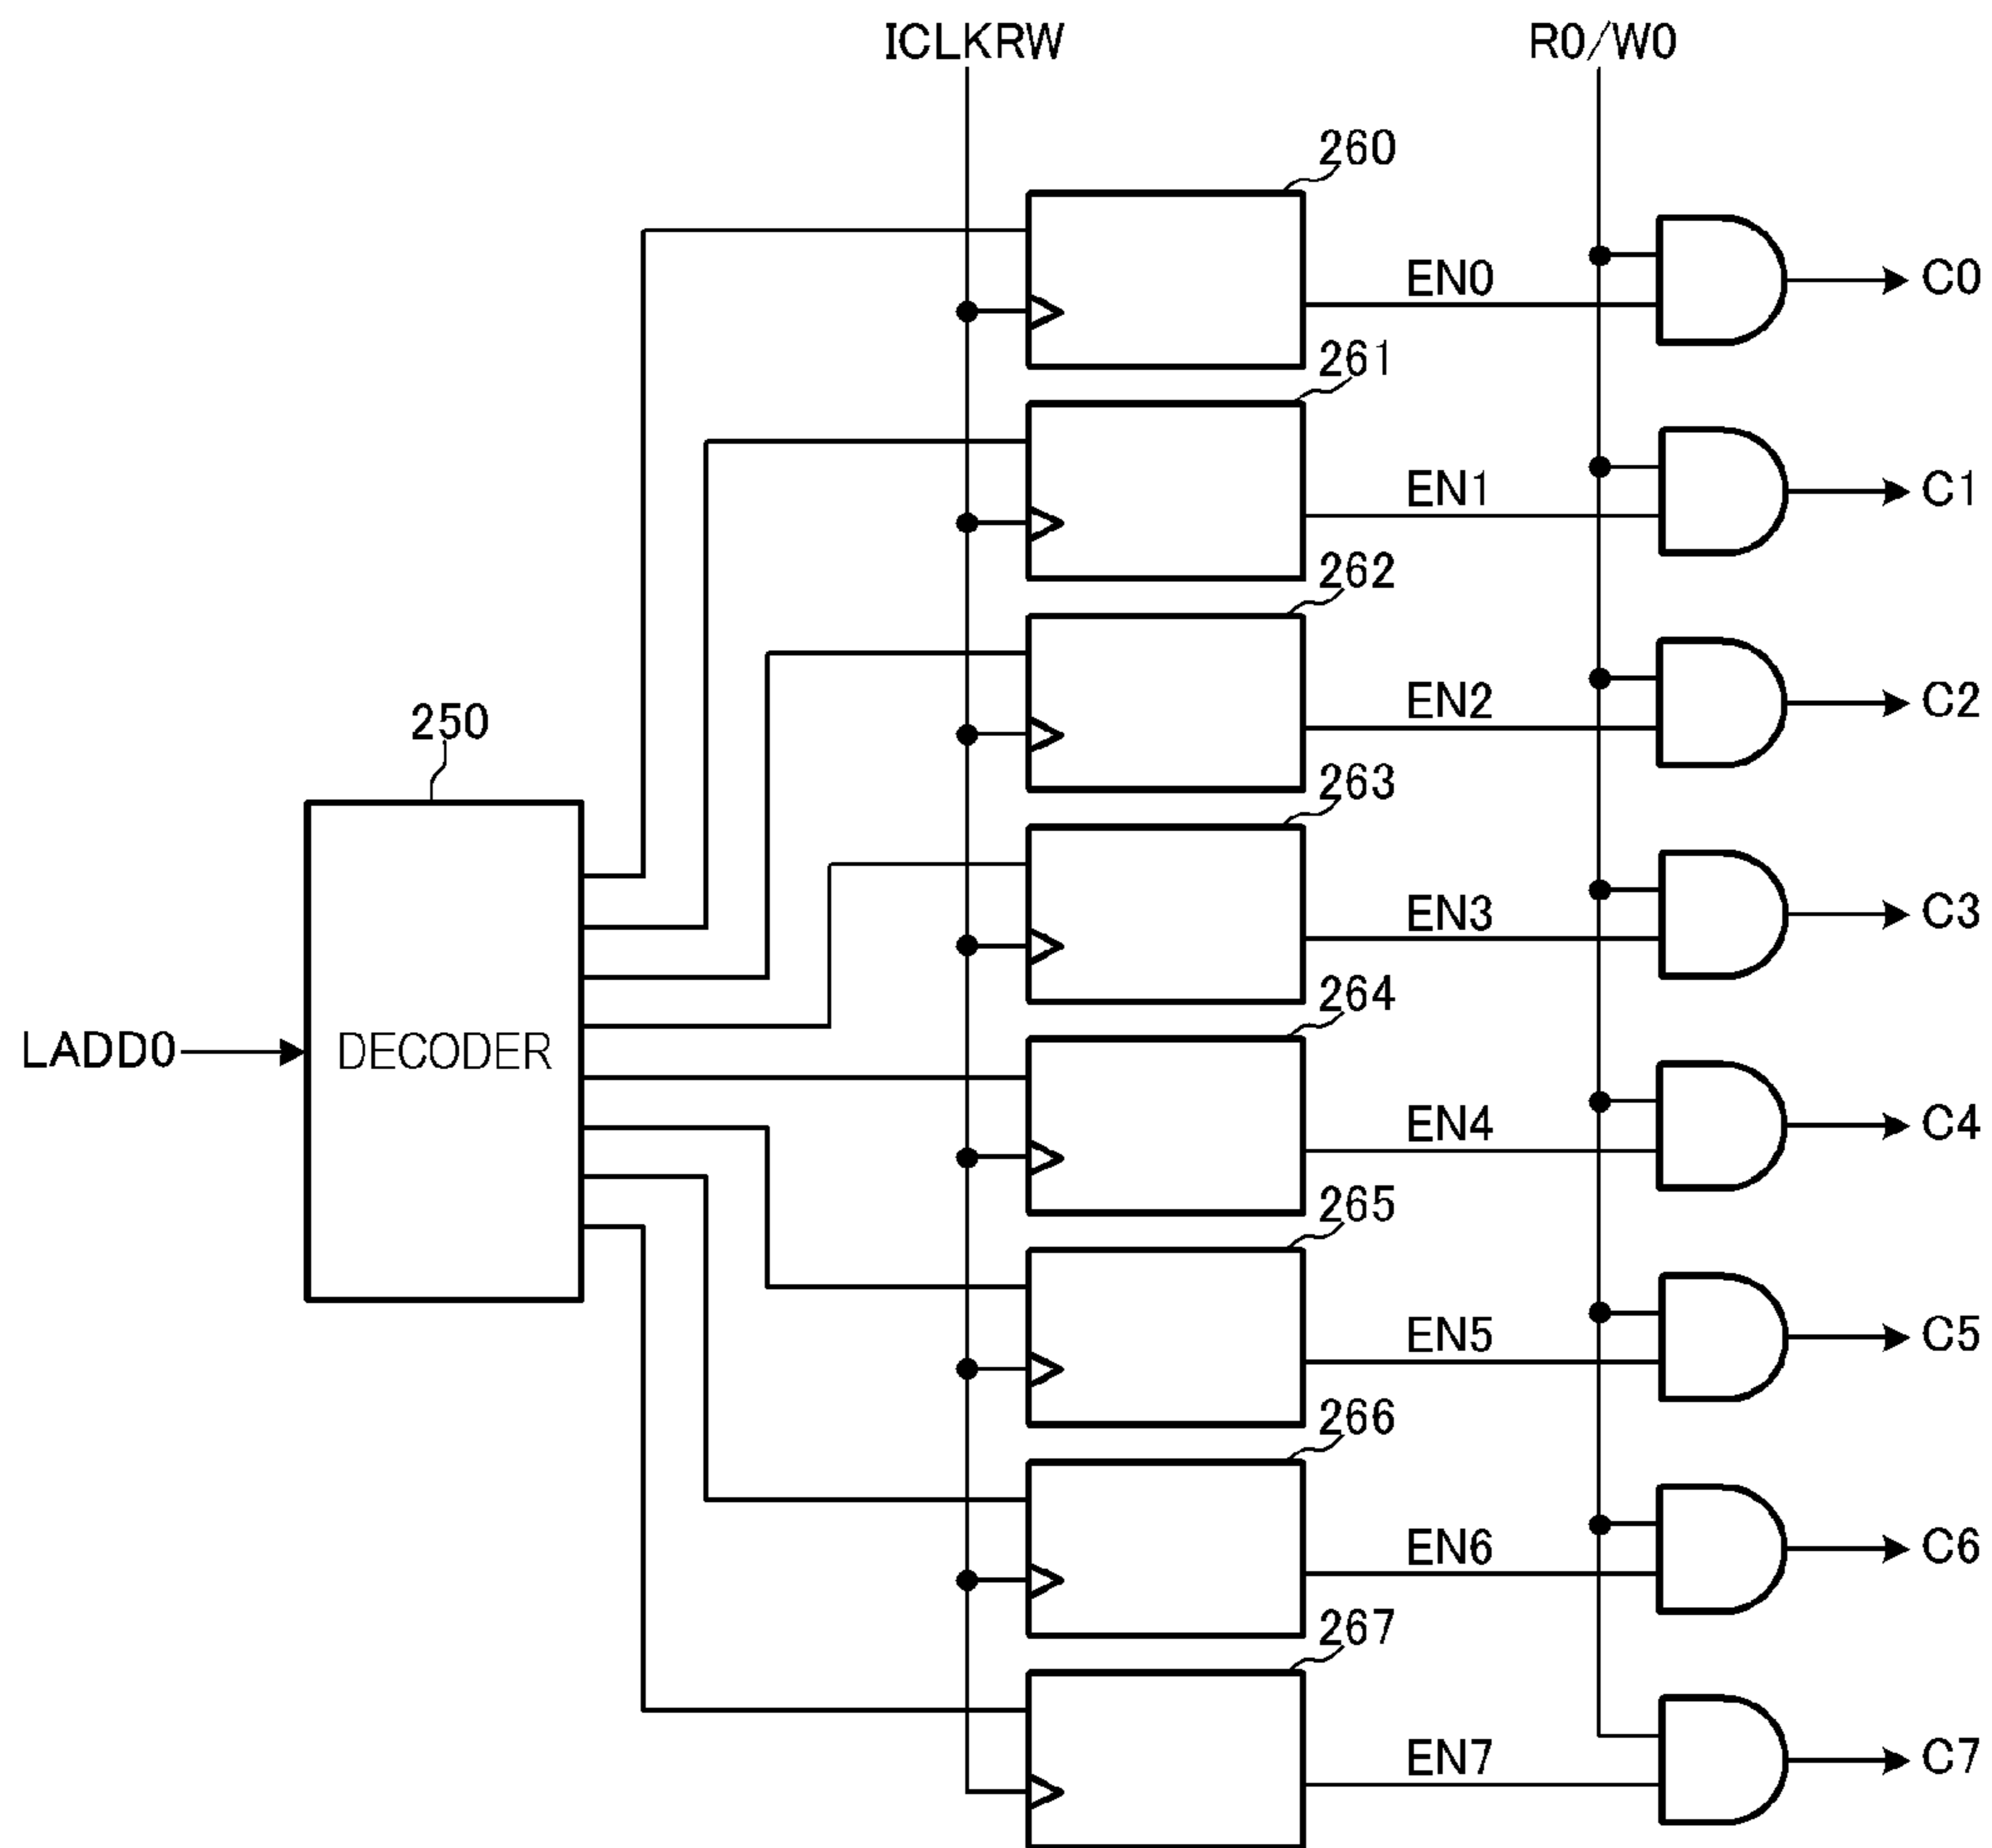 ICLKRW R0/W0
260
EN0 C0
261
EN1 C1
262
250 EN2 C2
263
EN3 C3
264
LADD0 DECODER
EN4 C4
265
EN5 C5
266
EN6 C6
267
EN7 C7